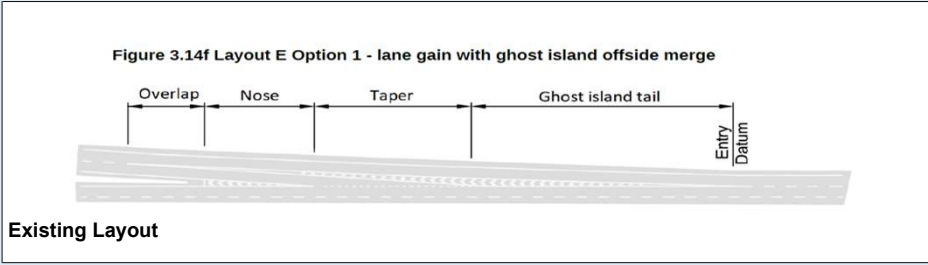 Figure 3.14f Layout E Option 1 - lane gain with ghost island offside merge
Overlap Nose Taper Ghost island tail
Entry
Datum
Existing Layout